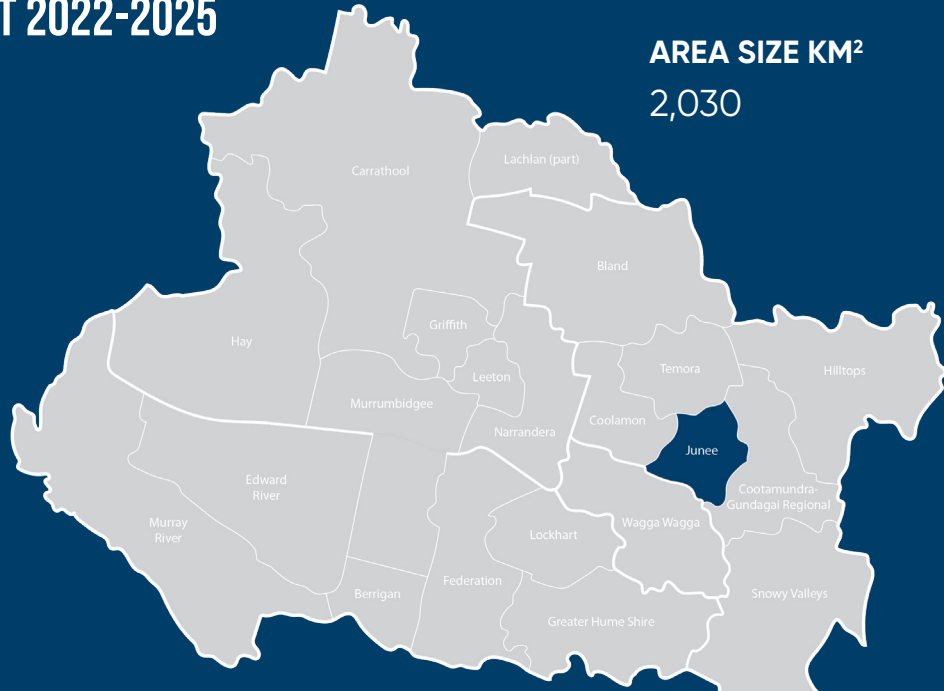 T 2022-2025
AREA SIZE KM²
2,030
Lachlan (part)
Carrathool
Bland
Griffith
Hay
Temora
Hilltops
Leeton
Murrumbidgee
Coolamon
Narrandera
Junee
Edward
River
Cootamundra-
Gundagai Regional
Murray
River
Wagga Wagga
Lockhart
Federation
Berrigan
Snowy Valleys
Greater Hume Shire